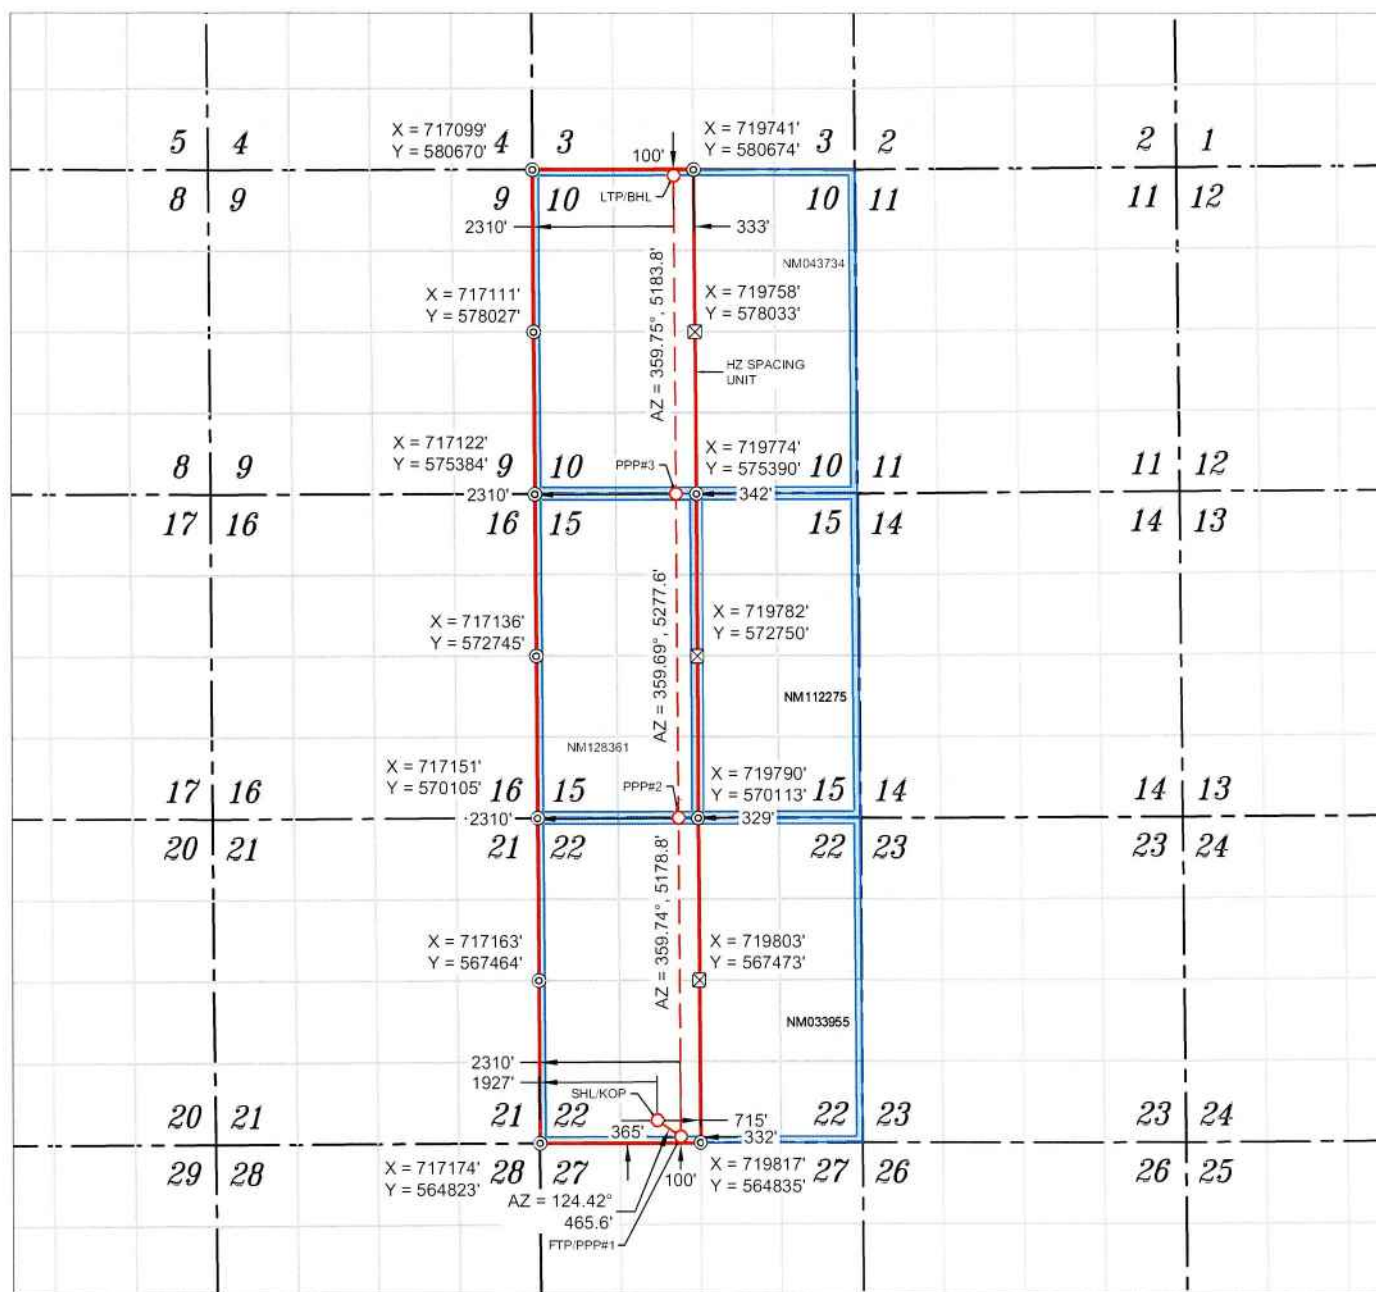 X = 717099'
Y = 580670'
X = 719741'
Y = 580674'
5 4
4 3
3 2
2 1
100'
LTP/BHL
8 9
9 10
10 11
11 12
2310'
333'
NM043734
AZ = 359.75°, 5183.8'
X = 717111'
Y = 578027'
X = 719758'
Y = 578033'
HZ SPACING
UNIT
X = 717122'
Y = 575384'
X = 719774'
Y = 575390'
8 9
9 10
PPP#3
10 11
11 12
2310'
342'
17 16
16 15
15 14
14 13
AZ = 359.69°, 5277.6'
X = 717136'
Y = 572745'
X = 719782'
Y = 572750'
NM112275
NM128361
X = 717151'
Y = 570105'
X = 719790'
Y = 570113'
17 16
16 15
PPP#2
15 14
14 13
2310'
329'
20 21
21 22
22 23
23 24
AZ = 359.74°, 5178.8'
X = 717163'
Y = 567464'
X = 719803'
Y = 567473'
NM033955
2310'
1927'
SHL/KOP
20 21
21 22
22 23
23 24
715'
365'
332'
29 28
28 27
27 26
26 25
X = 717174'
Y = 564823'
100'
X = 719817'
Y = 564835'
AZ = 124.42°
465.6'
FTP/PPP#1